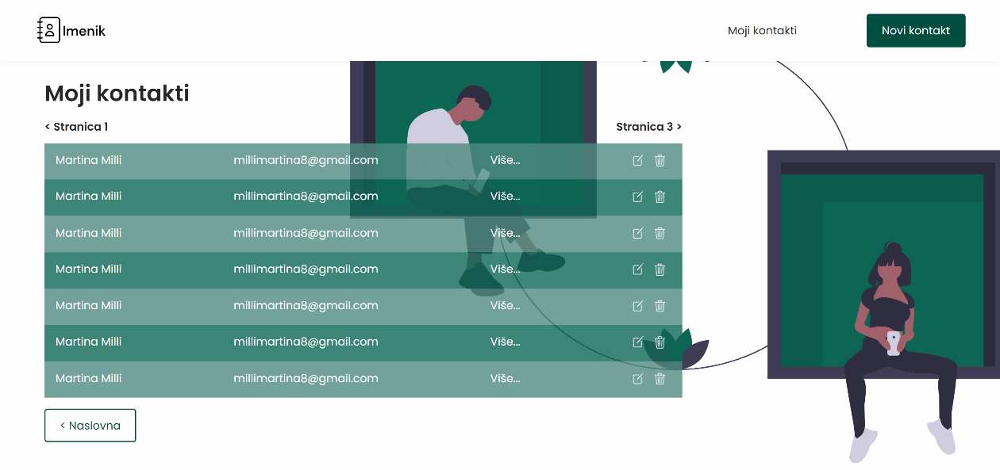 Imenik
Moji kontakti
Novi kontakt
Moji kontakti
< Stranica 1
Stranica 3 >
Martina Milli millimartina8@gmail.com Više...
Martina Milli millimartina8@gmail.com Više...
Martina Milli millimartina8@gmail.com Više...
Martina Milli millimartina8@gmail.com Više...
Martina Milli millimartina8@gmail.com Više...
Martina Milli millimartina8@gmail.com Više...
Martina Milli millimartina8@gmail.com Više...
< Naslovna